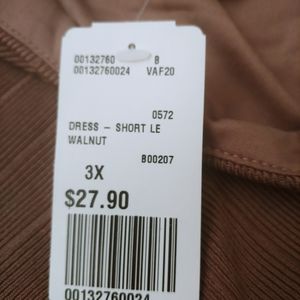 00132760 8
00132760024 VAF20
0572
DRESS - SHORT LE
WALNUT
800207
3X
$27.90
00132760024